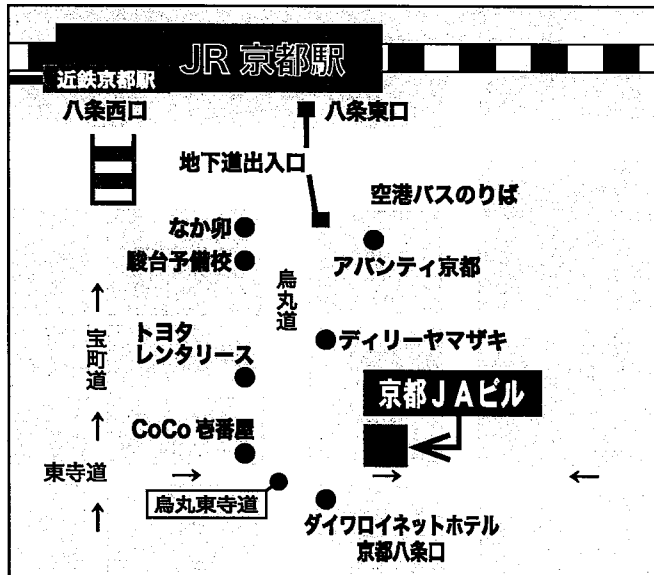 JR 京都駅
近鉄京都駅
八条西口
八条東口
地下道出入口
空港バスのりば
なか卯
駿台予備校
アバンティ京都
烏丸道
宝町道
トヨタ
レンタリース
ディリーヤマザキ
京都JAビル
CoCo 壱番屋
東寺道
烏丸東寺道
ダイワロイネットホテル
京都八条口